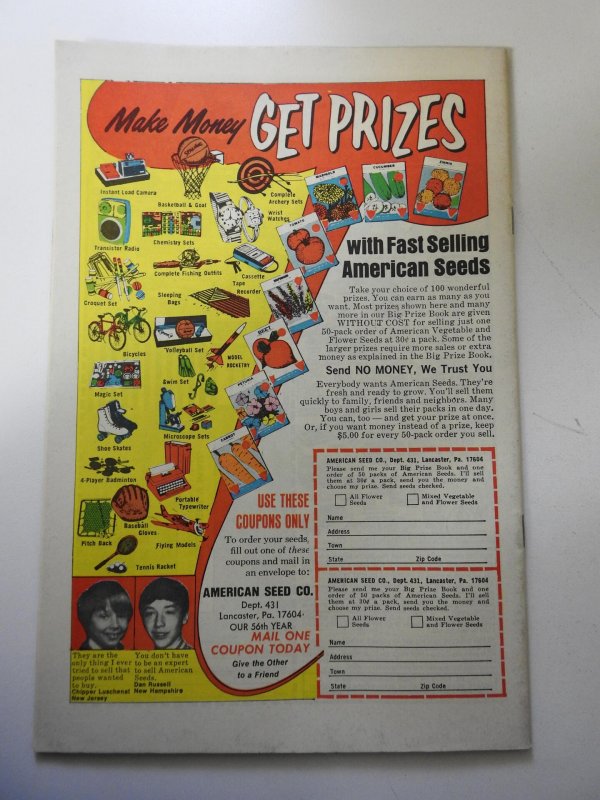 Make Money GET PRIZES
Instant Load Camera
Basketball & Goal
Complete
Archery Sets
Wrist
Watches
Transistor Radio
Chemistry Sets
Complete Fishing Outfits
Cassette
Tape
Recorder
Croquet Set
Sleeping
Bags
Bicycles
Volleyball Set
MODEL
ROCKETRY
Magic Set
Swim Set
Shoe Skates
Microscope Sets
4-Player Badminton
Portable
Typewriter
Baseball
Gloves
Pitch Back
Flying Models
Tennis Racket
MARIGOLD
CUCUMBER
ZINNIA
TOMATO
BEET
PETUNIA
CARROT
with Fast Selling
American Seeds
Take your choice of 100 wonderful
prizes. You can earn as many as you
want. Most prizes shown here and many
more in our Big Prize Book are given
WITHOUT COST for selling just one
50-pack order of American Vegetable and
Flower Seeds at 30¢ a pack. Some of the
larger prizes require more sales or extra
money as explained in the Big Prize Book.
Send NO MONEY, We Trust You
Everybody wants American Seeds. They're
fresh and ready to grow. You'll sell them
quickly to family, friends and neighbors. Many
boys and girls sell their packs in one day.
You can, too — and get your prize at once.
Or, if you want money instead of a prize, keep
$5.00 for every 50-pack order you sell.
USE THESE
COUPONS ONLY
To order your seeds,
fill out one of these
coupons and mail in
an envelope to:
AMERICAN SEED CO.
Dept. 431
Lancaster, Pa. 17604
OUR 56th YEAR
MAIL ONE
COUPON TODAY
Give the Other
to a Friend
AMERICAN SEED CO., Dept. 431, Lancaster, Pa. 17604
Please send me your Big Prize Book and one
order of 50 packs of American Seeds. I'll sell
them at 30¢ a pack, send you the money and
choose my prize. Send seeds checked.
All Flower
Seeds
Mixed Vegetable
and Flower Seeds
Name
Address
Town
State Zip Code
AMERICAN SEED CO., Dept. 431, Lancaster, Pa. 17604
Please send me your Big Prize Book and one
order of 50 packs of American Seeds. I'll sell
them at 30¢ a pack, send you the money and
choose my prize. Send seeds checked.
All Flower
Seeds
Mixed Vegetable
and Flower Seeds
Name
Address
Town
State Zip Code
They are the
only thing I ever
tried to sell that
people wanted
to buy.
Chipper Luschenat
New Jersey
You don't have
to be an expert
to sell American
Seeds.
Dan Russell
New Hampshire